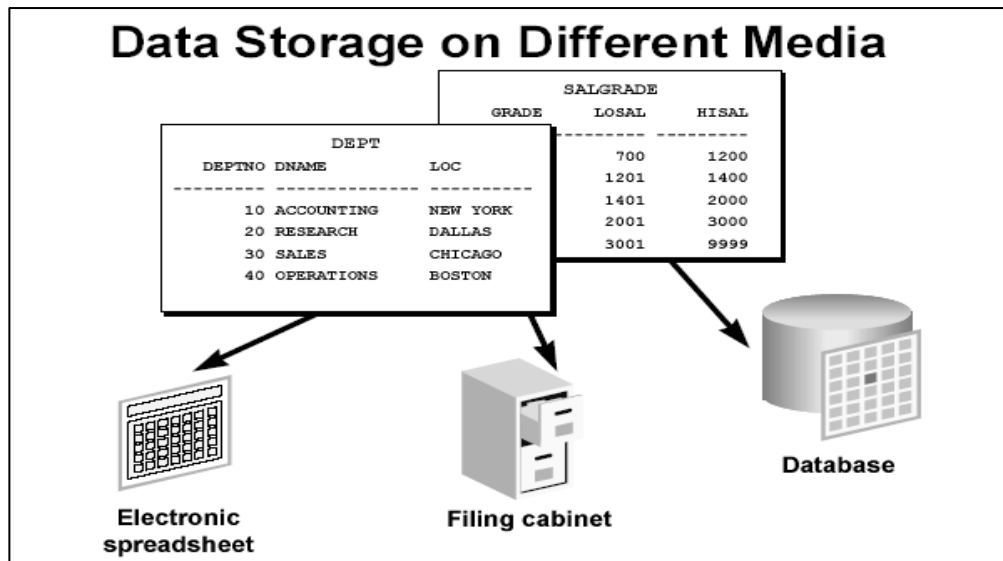 Data Storage on Different Media
SALGRADE
GRADE LOSAL HISAL
--------- ---------
700 1200
1201 1400
1401 2000
2001 3000
3001 9999
DEPT
DEPTNO DNAME LOC
--------- -------------- ----------
10 ACCOUNTING NEW YORK
20 RESEARCH DALLAS
30 SALES CHICAGO
40 OPERATIONS BOSTON
Electronic
spreadsheet
Filing cabinet
Database